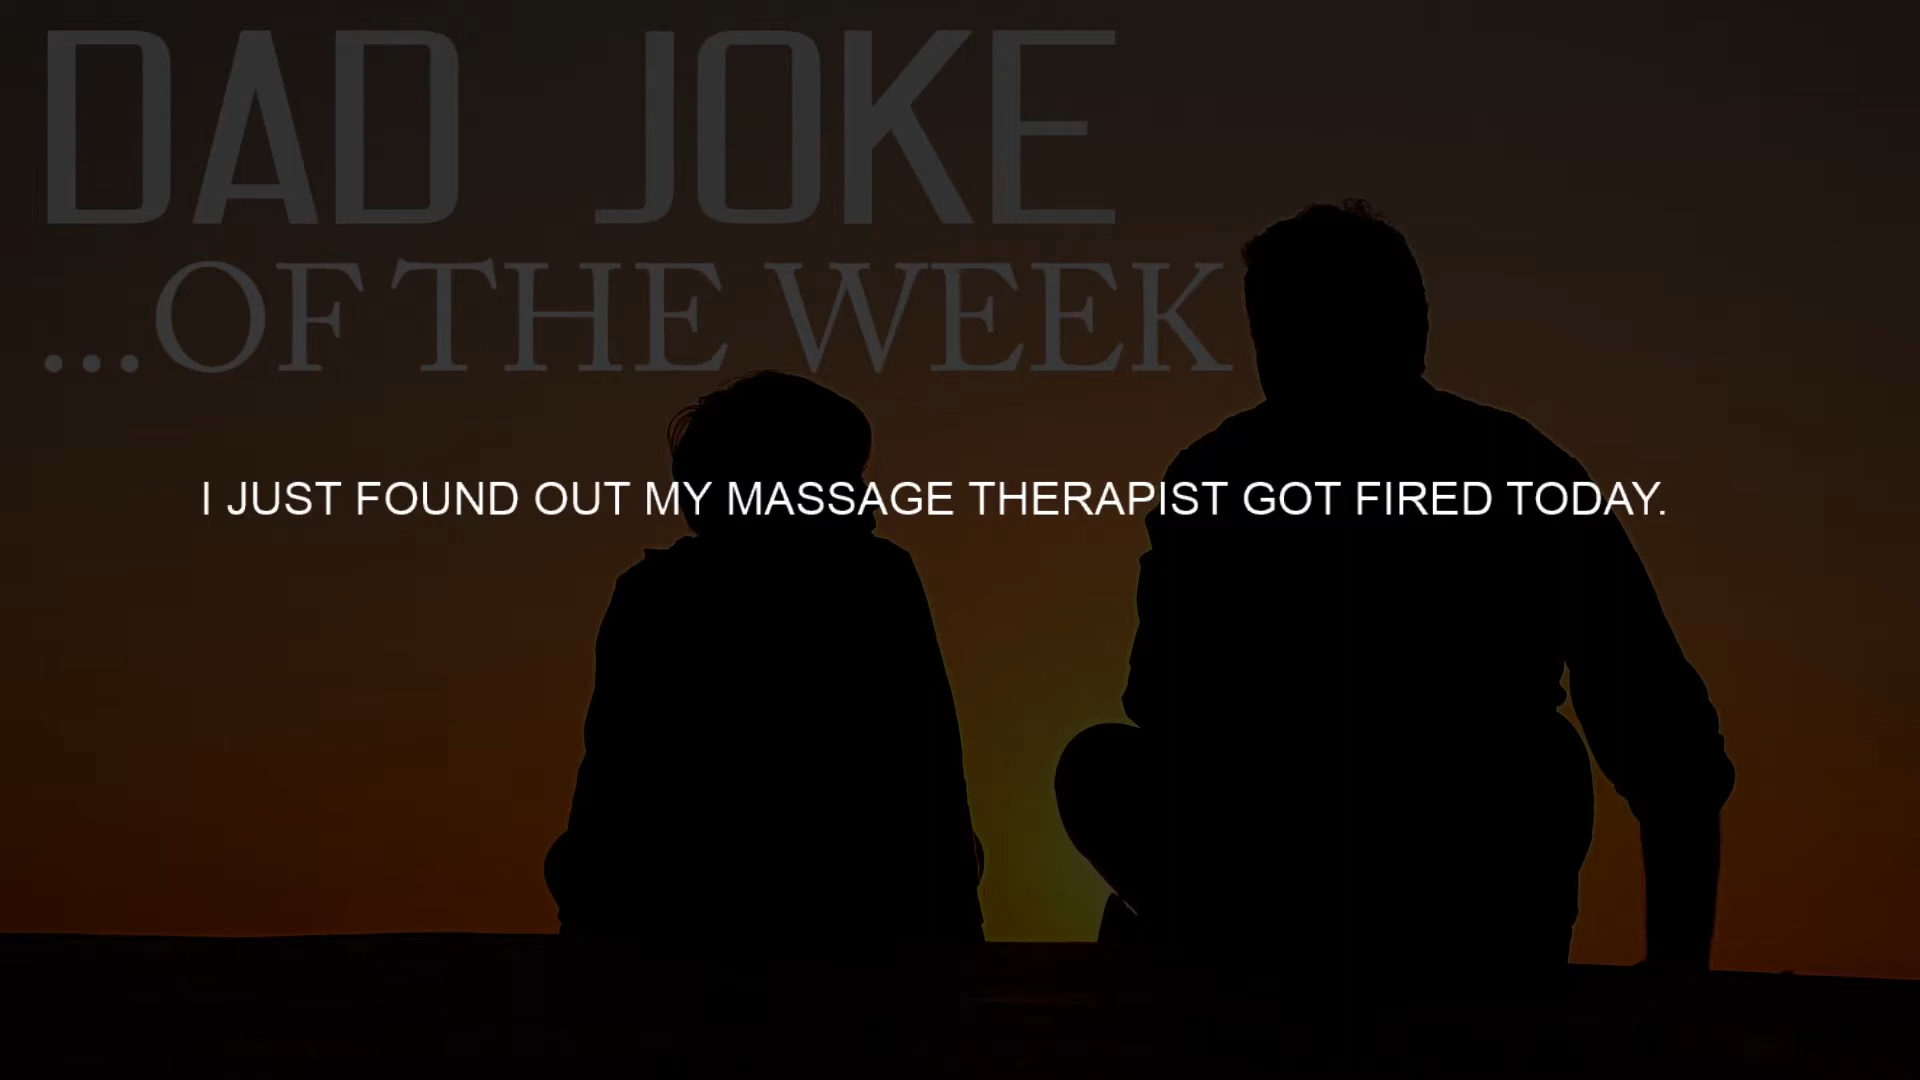 DAD JOKE
...OF THE WEEK
I JUST FOUND OUT MY MASSAGE THERAPIST GOT FIRED TODAY.